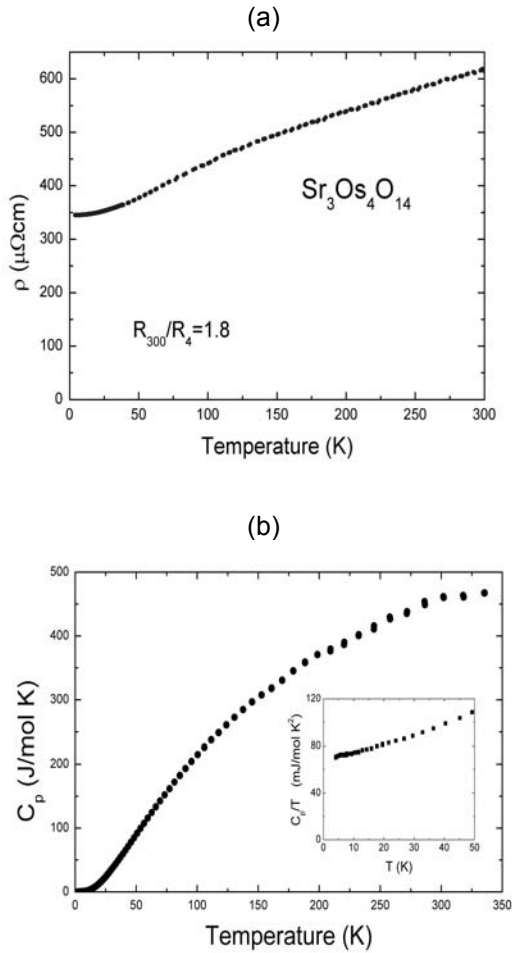 (a)
600
500
400
300
200
100
0
ρ (μΩcm)
Sr₃Os₄O₁₄
R₃₀₀/R₄=1.8
0 50 100 150 200 250 300
Temperature (K)
(b)
500
400
300
200
100
0
Cₚ (J/mol K)
120
80
40
0
Cₚ/T (mJ/mol K²)
0 10 20 30 40 50
T (K)
0 50 100 150 200 250 300 350
Temperature (K)